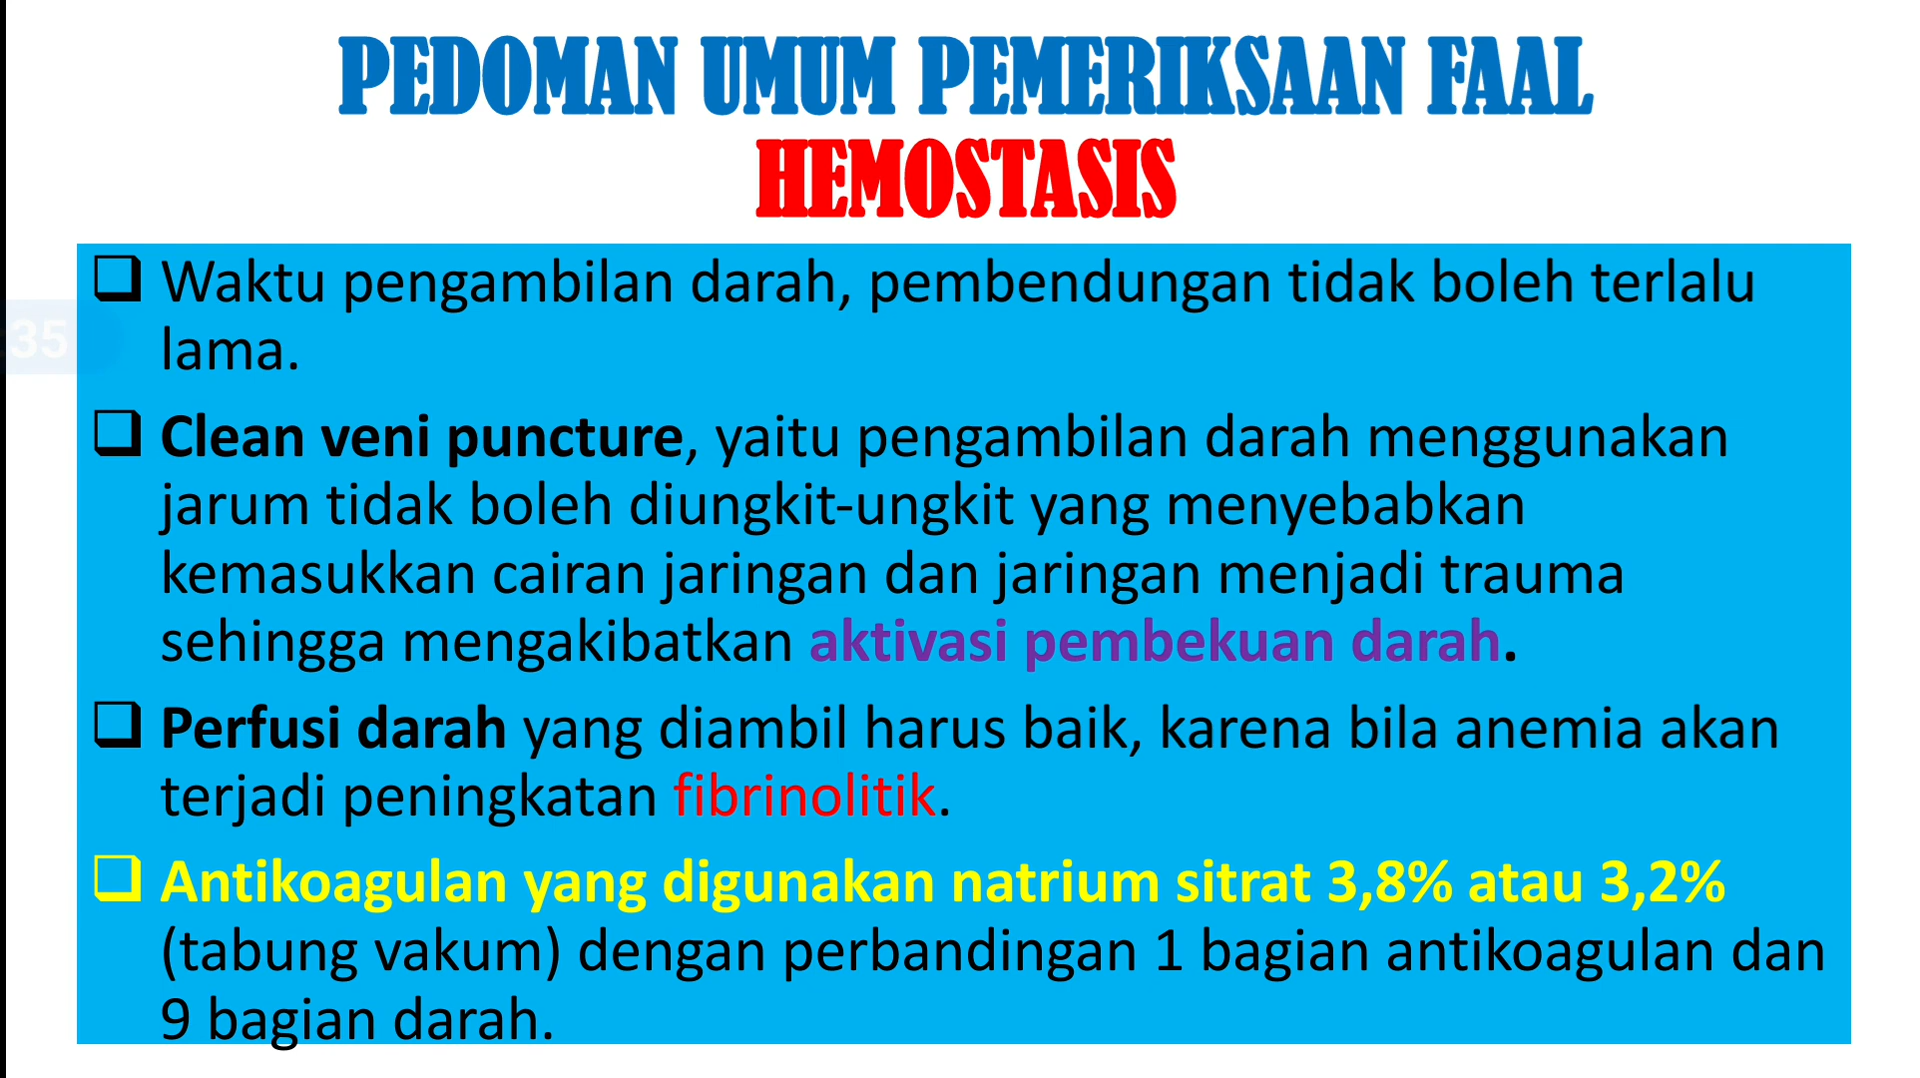 PEDOMAN UMUM PEMERIKSAAN FAAL
HEMOSTASIS
❑ Waktu pengambilan darah, pembendungan tidak boleh terlalu
lama.
35
❑ Clean veni puncture, yaitu pengambilan darah menggunakan
jarum tidak boleh diungkit-ungkit yang menyebabkan
kemasukkan cairan jaringan dan jaringan menjadi trauma
sehingga mengakibatkan aktivasi pembekuan darah.
❑ Perfusi darah yang diambil harus baik, karena bila anemia akan
terjadi peningkatan fibrinolitik.
❑ Antikoagulan yang digunakan natrium sitrat 3,8% atau 3,2%
(tabung vakum) dengan perbandingan 1 bagian antikoagulan dan
9 bagian darah.